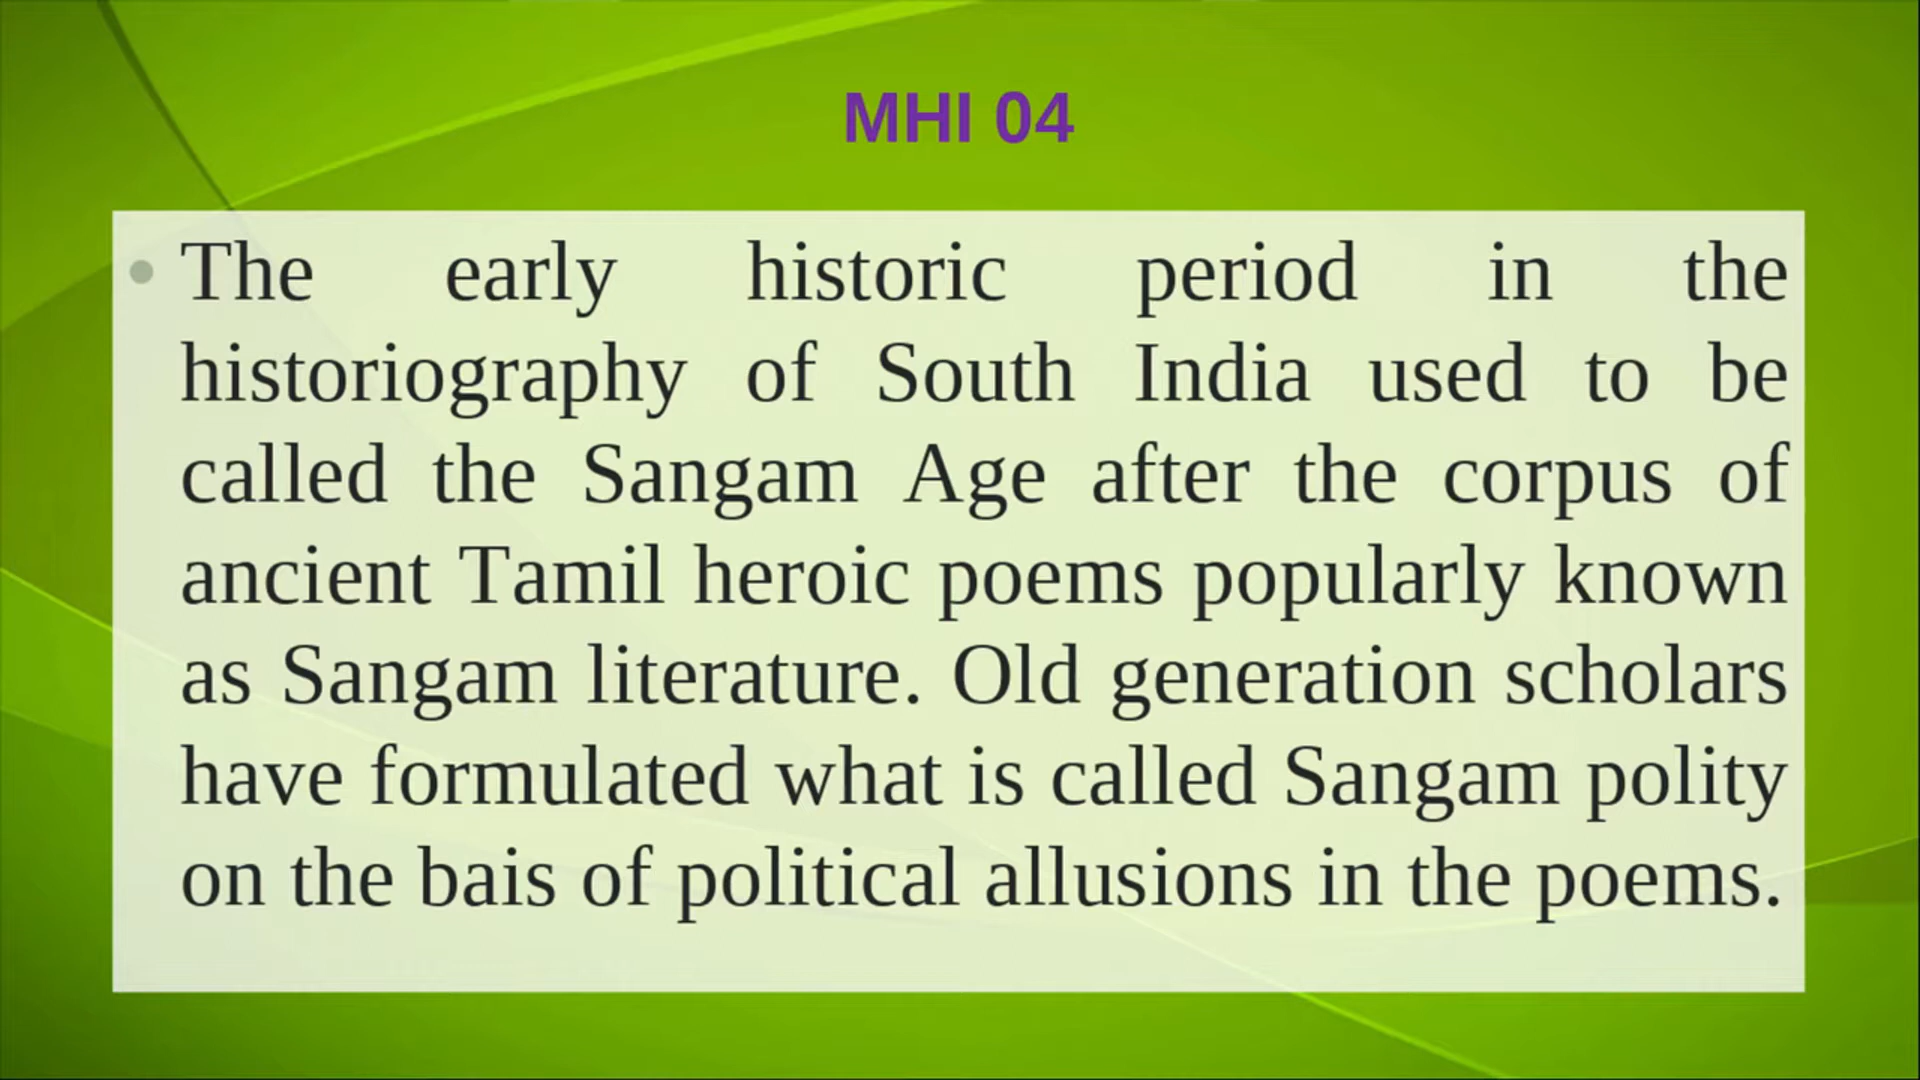 MHI 04
• The early historic period in the
historiography of South India used to be
called the Sangam Age after the corpus of
ancient Tamil heroic poems popularly known
as Sangam literature. Old generation scholars
have formulated what is called Sangam polity
on the bais of political allusions in the poems.